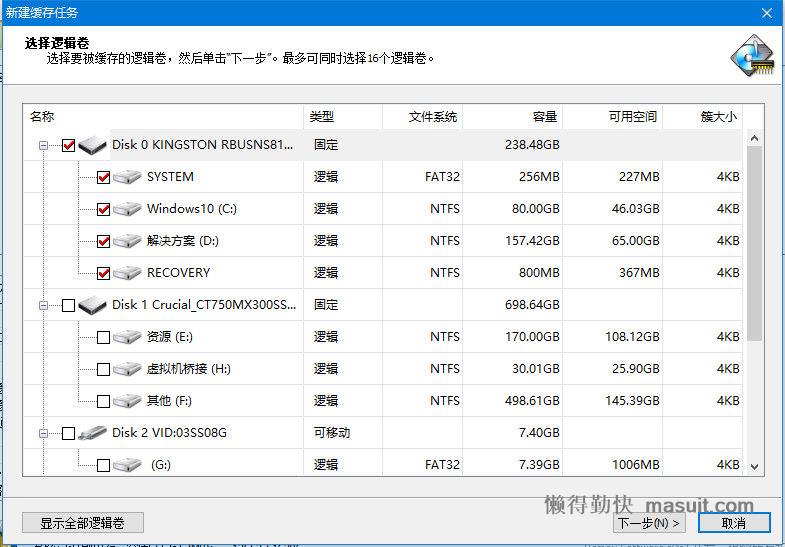 新建缓存任务
选择逻辑卷
选择要被缓存的逻辑卷，然后单击“下一步”。最多可同时选择16个逻辑卷。
名称 类型 文件系统 容量 可用空间 簇大小
Disk 0 KINGSTON RBUSNS81... 固定 238.48GB
SYSTEM 逻辑 FAT32 256MB 227MB 4KB
Windows10 (C:) 逻辑 NTFS 80.00GB 46.03GB 4KB
解决方案 (D:) 逻辑 NTFS 157.42GB 65.00GB 4KB
RECOVERY 逻辑 NTFS 800MB 367MB 4KB
Disk 1 Crucial_CT750MX300SS... 固定 698.64GB
资源 (E:) 逻辑 NTFS 170.00GB 108.12GB 4KB
虚拟机桥接 (H:) 逻辑 NTFS 30.01GB 25.90GB 4KB
其他 (F:) 逻辑 NTFS 498.61GB 145.39GB 4KB
Disk 2 VID:03SS08G 可移动 7.40GB
(G:) 逻辑 FAT32 7.39GB 1006MB 4KB
懒得勤快 masuit.com
显示全部逻辑卷 下一步(N) > 取消